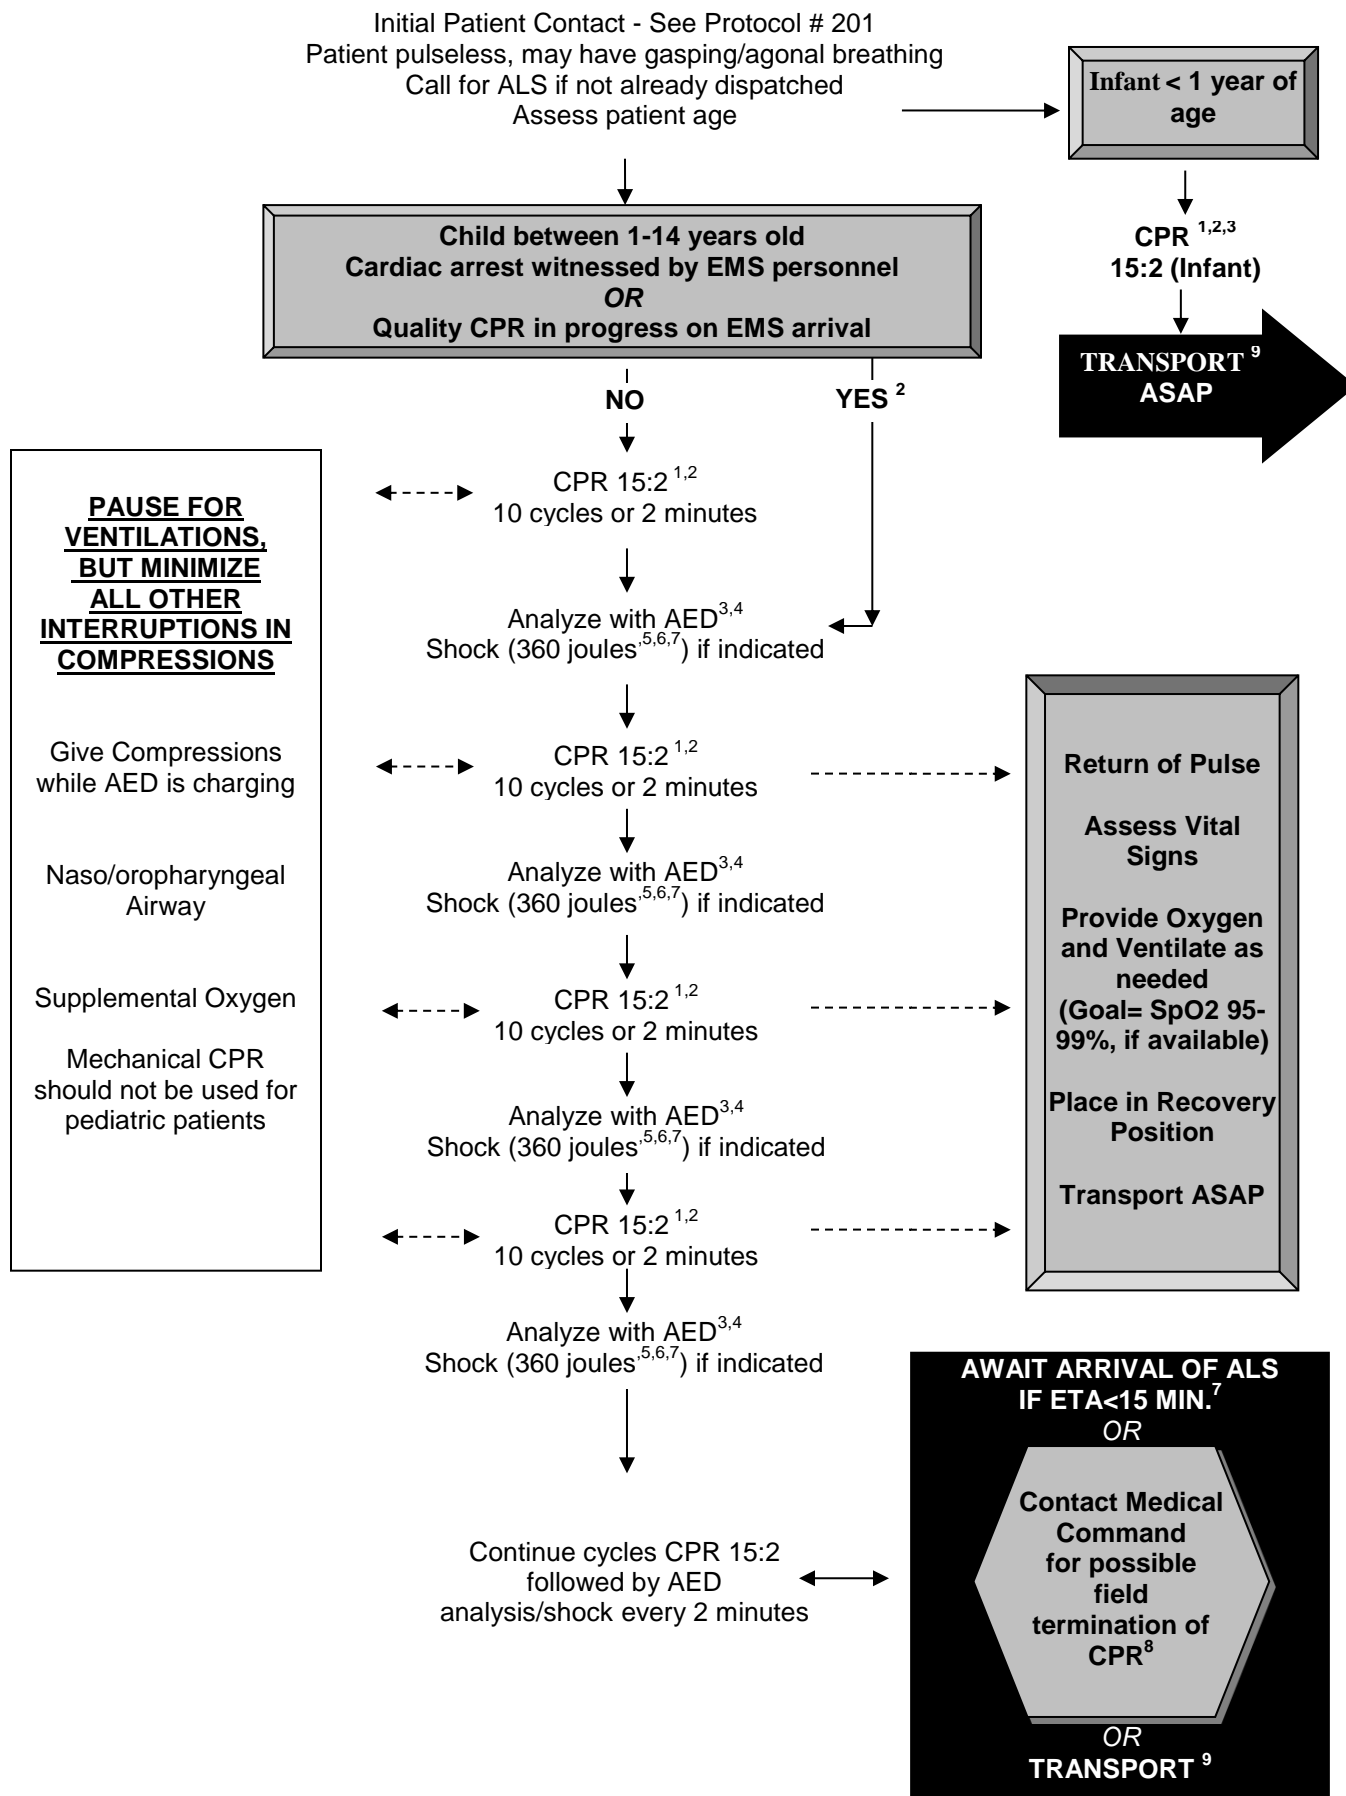 Initial Patient Contact - See Protocol # 201
Patient pulseless, may have gasping/agonal breathing
Call for ALS if not already dispatched
Assess patient age
Infant < 1 year of
age
CPR 1,2,3
15:2 (Infant)
TRANSPORT 9
ASAP
Child between 1-14 years old
Cardiac arrest witnessed by EMS personnel
OR
Quality CPR in progress on EMS arrival
NO
YES 2
PAUSE FOR
VENTILATIONS,
BUT MINIMIZE
ALL OTHER
INTERRUPTIONS IN
COMPRESSIONS
Give Compressions
while AED is charging
Naso/oropharyngeal
Airway
Supplemental Oxygen
Mechanical CPR
should not be used for
pediatric patients
CPR 15:2 1,2
10 cycles or 2 minutes
Analyze with AED3,4
Shock (360 joules,5,6,7) if indicated
CPR 15:2 1,2
10 cycles or 2 minutes
Analyze with AED3,4
Shock (360 joules,5,6,7) if indicated
CPR 15:2 1,2
10 cycles or 2 minutes
Analyze with AED3,4
Shock (360 joules,5,6,7) if indicated
CPR 15:2 1,2
10 cycles or 2 minutes
Analyze with AED3,4
Shock (360 joules,5,6,7) if indicated
Continue cycles CPR 15:2
followed by AED
analysis/shock every 2 minutes
Return of Pulse
Assess Vital
Signs
Provide Oxygen
and Ventilate as
needed
(Goal= SpO2 95-
99%, if available)
Place in Recovery
Position
Transport ASAP
AWAIT ARRIVAL OF ALS
IF ETA<15 MIN.7
OR
Contact Medical
Command
for possible
field
termination of
CPR8
OR
TRANSPORT 9